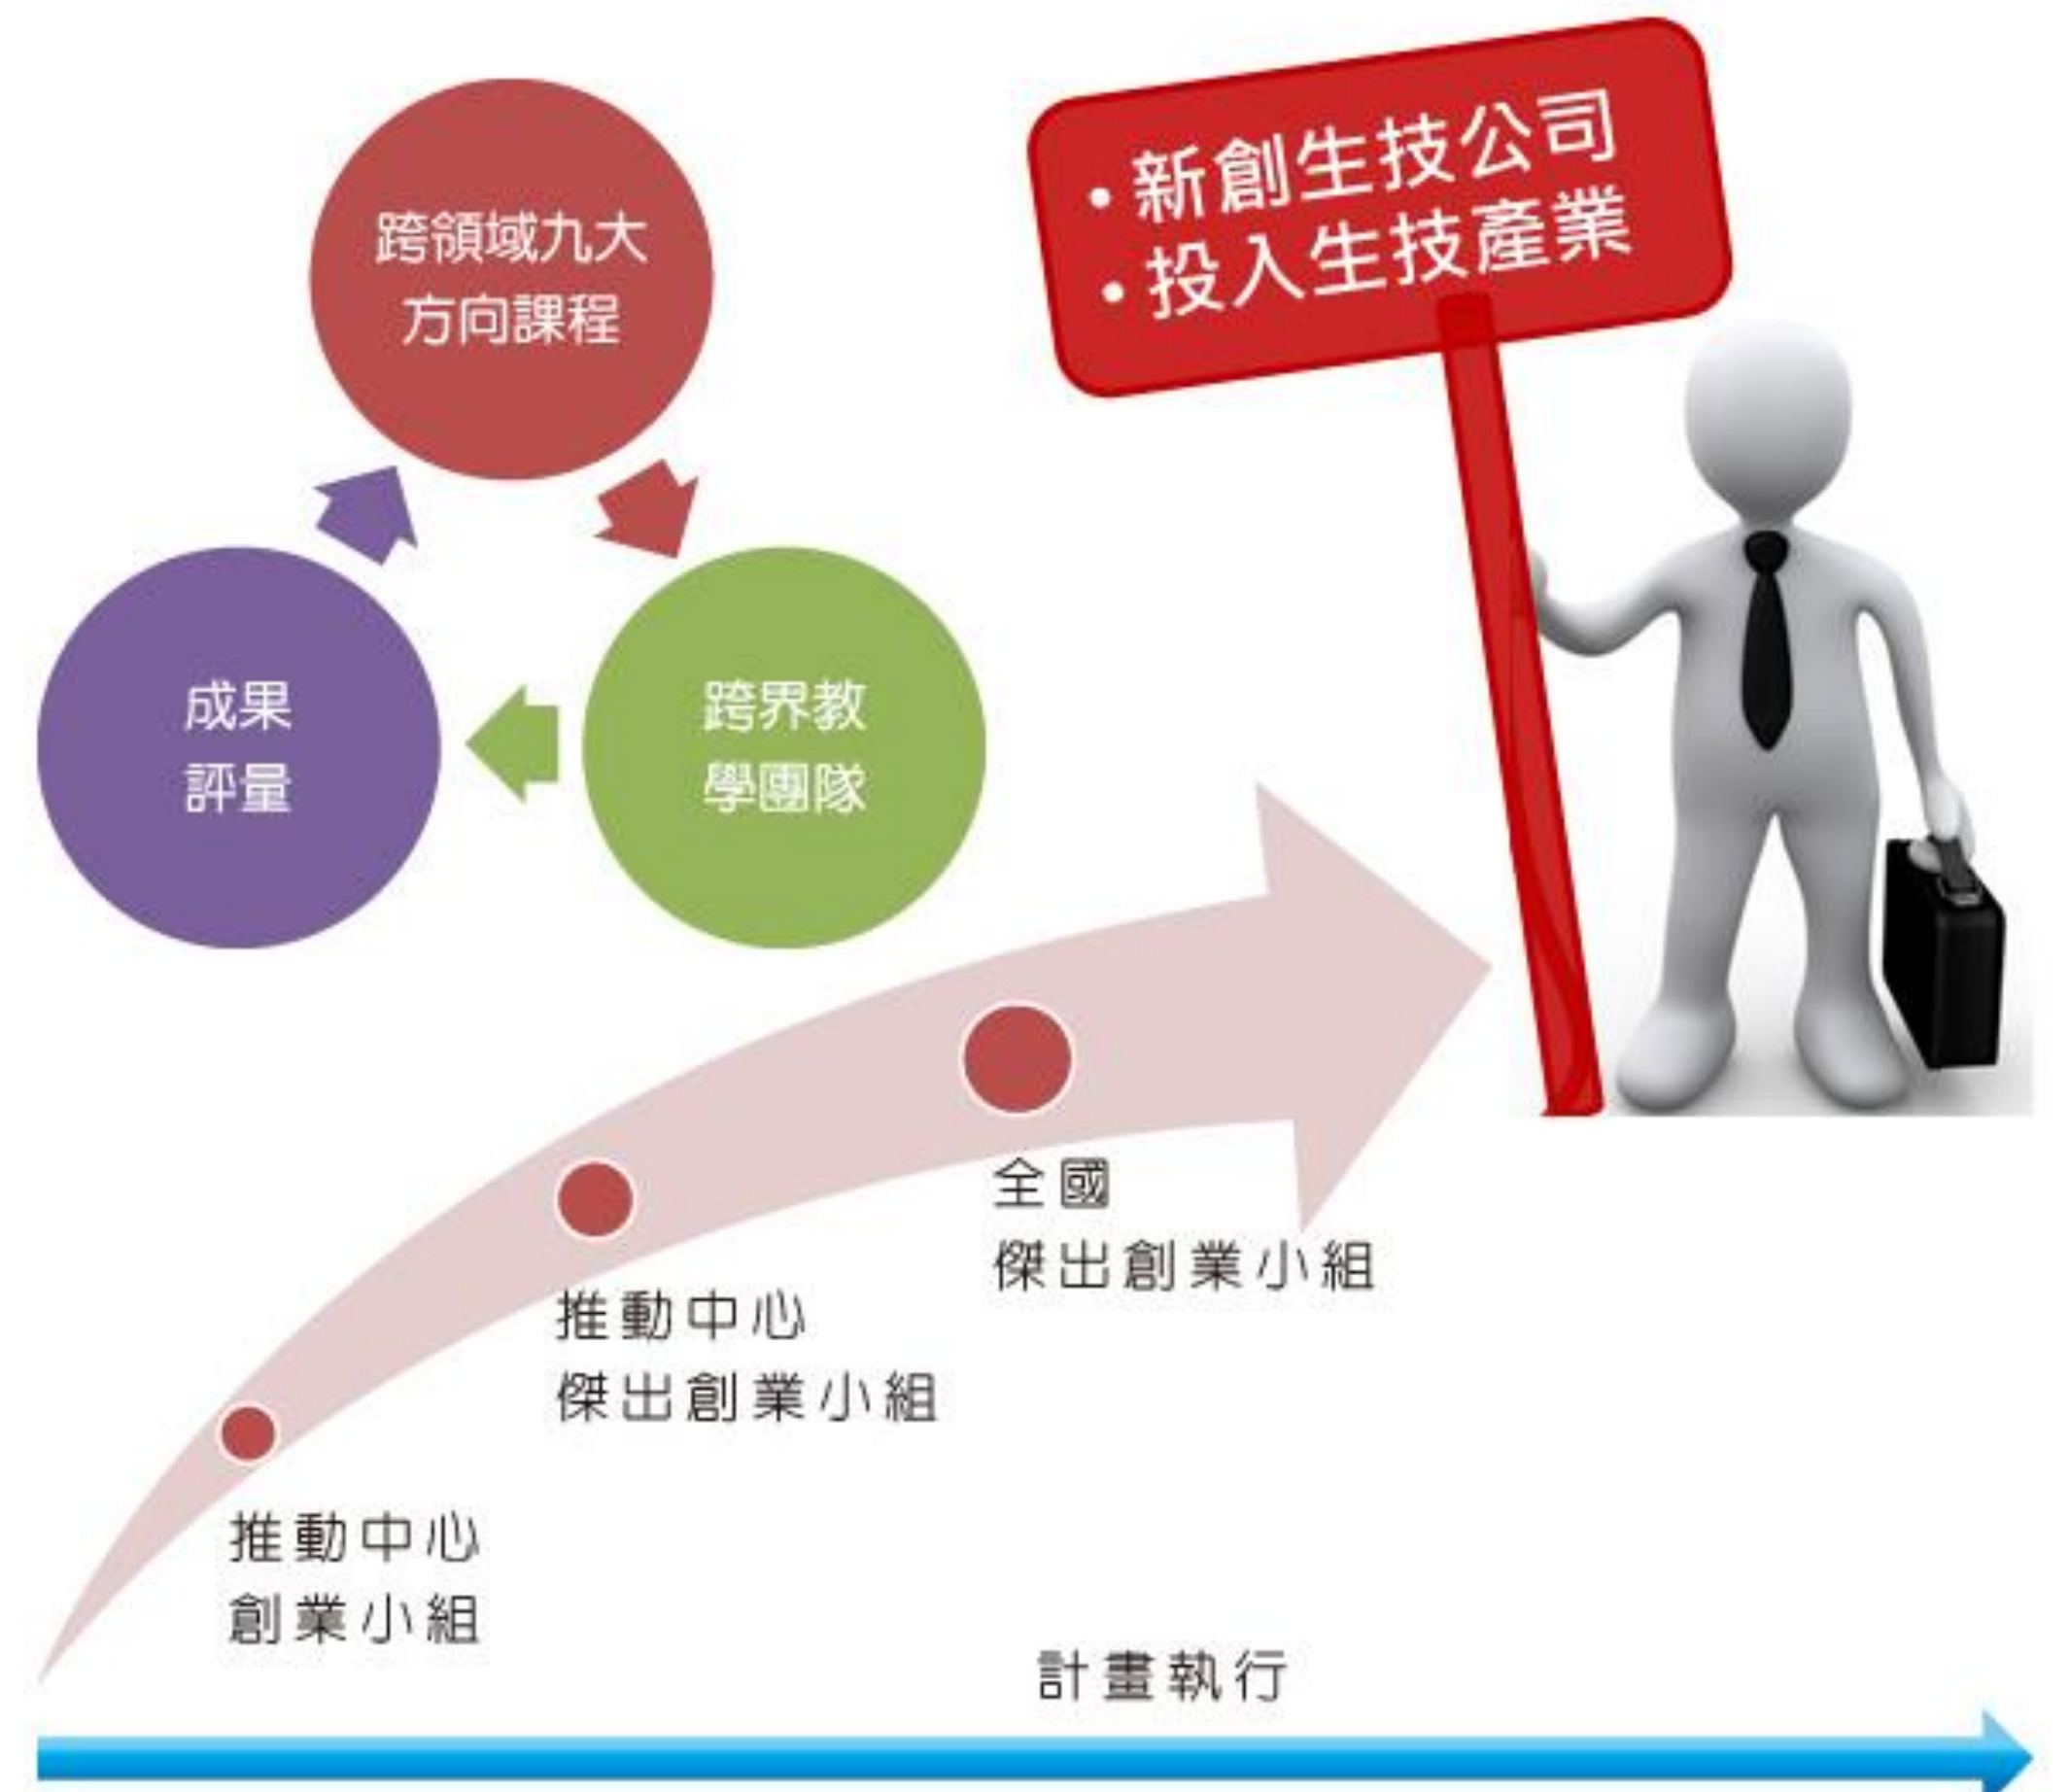 跨領域九大
方向課程
跨界教
學團隊
成果
評量
• 新創生技公司
• 投入生技產業
全國
傑出創業小組
推動中心
傑出創業小組
推動中心
創業小組
計畫執行